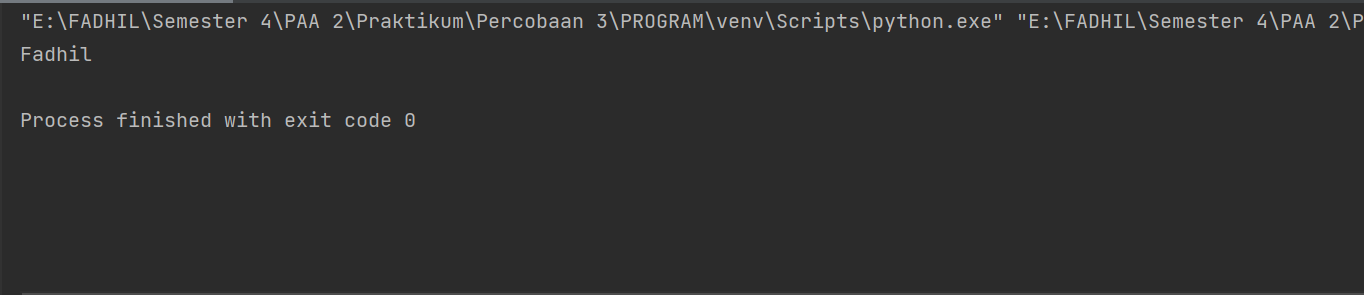 "E:\FADHIL\Semester 4\PAA 2\Praktikum\Percobaan 3\PROGRAM\venv\Scripts\python.exe" "E:\FADHIL\Semester 4\PAA 2\P
Fadhil
Process finished with exit code 0